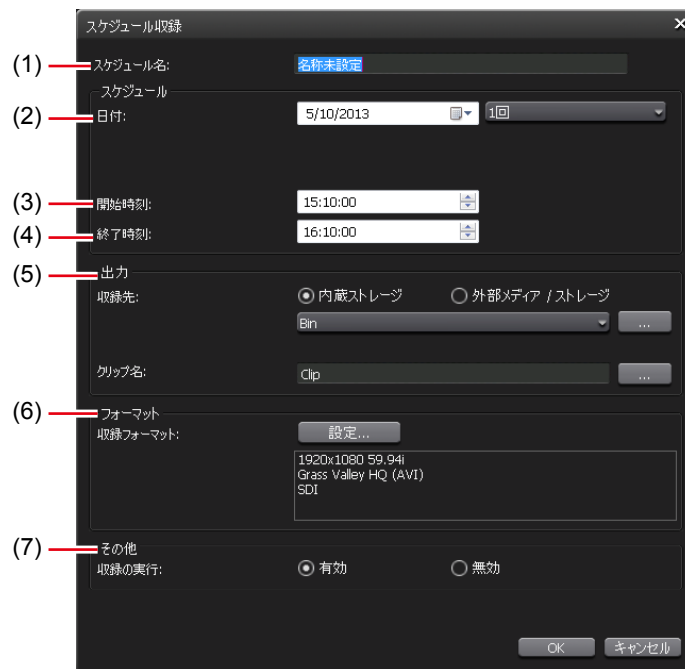 スケジュール収録
(1) スケジュール名: 名称未設定
スケジュール
(2) 日付: 5/10/2013 1回
(3) 開始時刻: 15:10:00
(4) 終了時刻: 16:10:00
(5) 出力
収録先: 内蔵ストレージ 外部メディア / ストレージ
Bin ...
クリップ名: Clip ...
(6) フォーマット
収録フォーマット: 設定...
1920x1080 59.94i
Grass Valley HQ (AVI)
SDI
(7) その他
収録の実行: 有効 無効
OK キャンセル